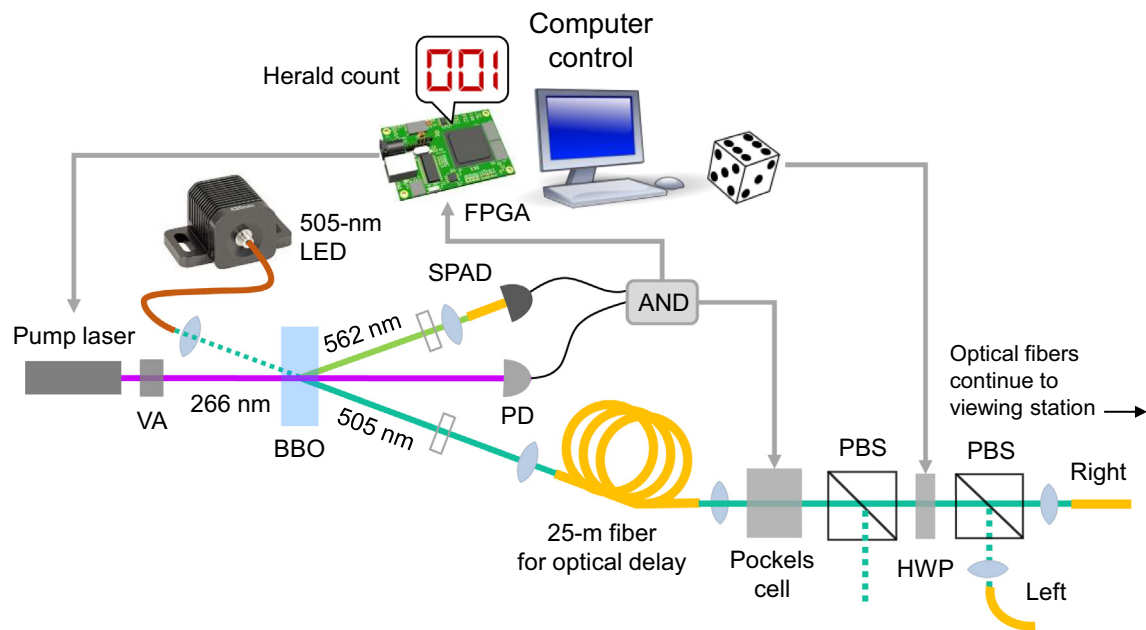 Computer
control
Herald count
001
FPGA
505-nm
LED
SPAD
AND
Pump laser
562 nm
VA
266 nm
BBO
PD
505 nm
Optical fibers
continue to
viewing station
PBS
PBS
Right
25-m fiber
for optical delay
Pockels
cell
HWP
Left